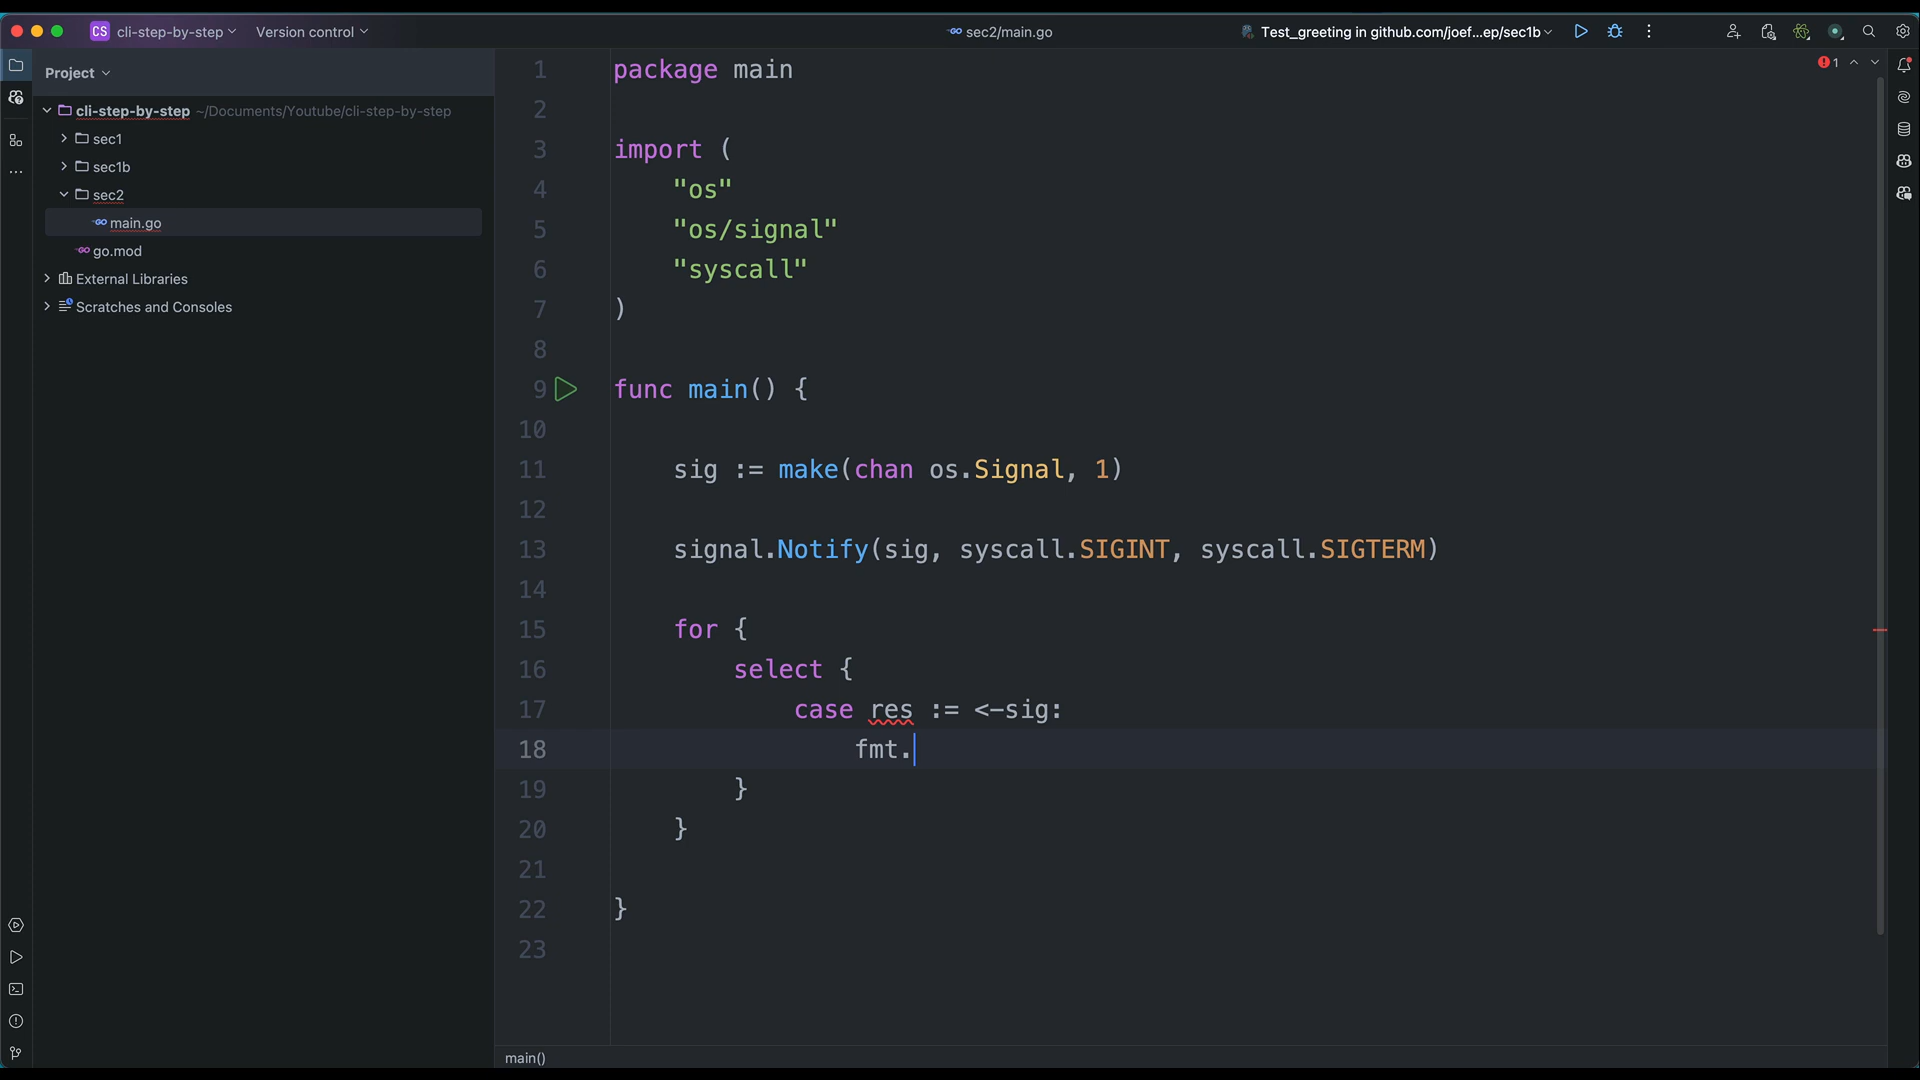 CS cli-step-by-step Version control sec2/main.go Test_greeting in github.com/joef...ep/sec1b
Project
cli-step-by-step ~/Documents/Youtube/cli-step-by-step
sec1
sec1b
sec2
main.go
go.mod
External Libraries
Scratches and Consoles
1
1 package main
2
3 import (
4 "os"
5 "os/signal"
6 "syscall"
7 )
8
9 func main() {
10
11 sig := make(chan os.Signal, 1)
12
13 signal.Notify(sig, syscall.SIGINT, syscall.SIGTERM)
14
15 for {
16 select {
17 case res := <-sig:
18 fmt.
19 }
20 }
21
22 }
23
main()